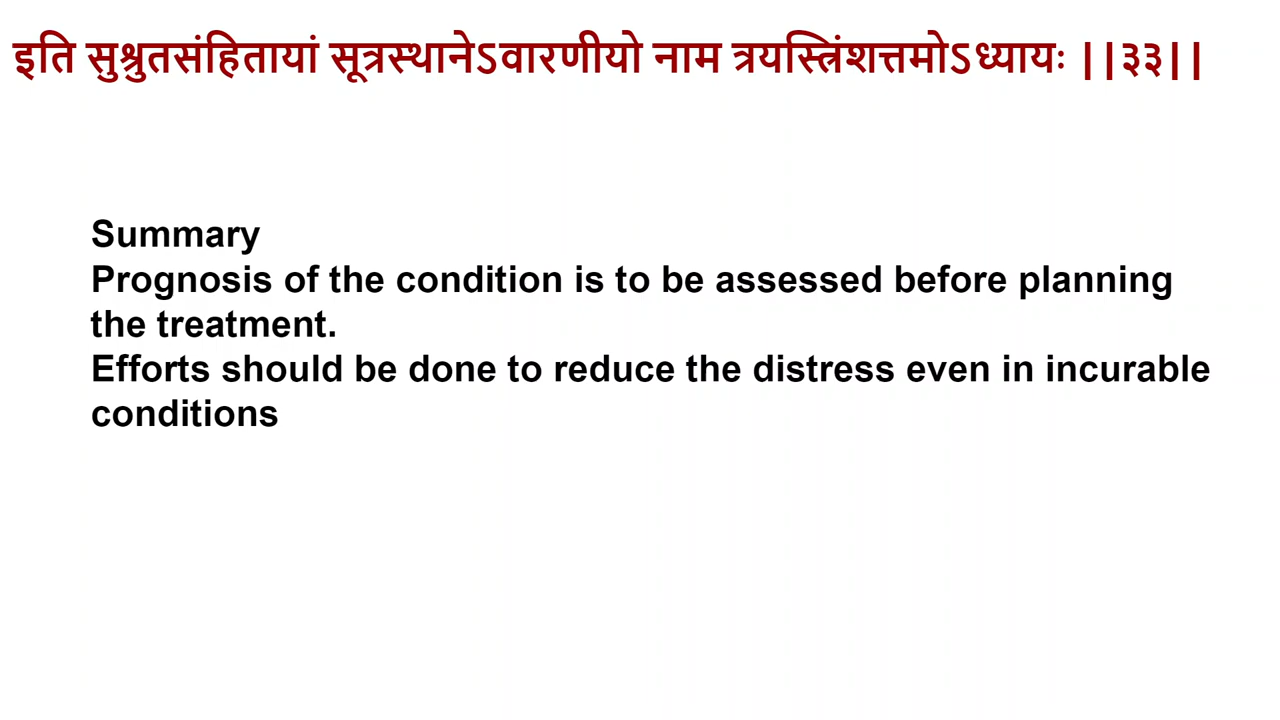 इति सुश्रुतसंहितायां सूत्रस्थानेऽवारणीयो नाम त्रयस्त्रिंशत्तमोऽध्यायः ||३३||
Summary
Prognosis of the condition is to be assessed before planning
the treatment.
Efforts should be done to reduce the distress even in incurable
conditions